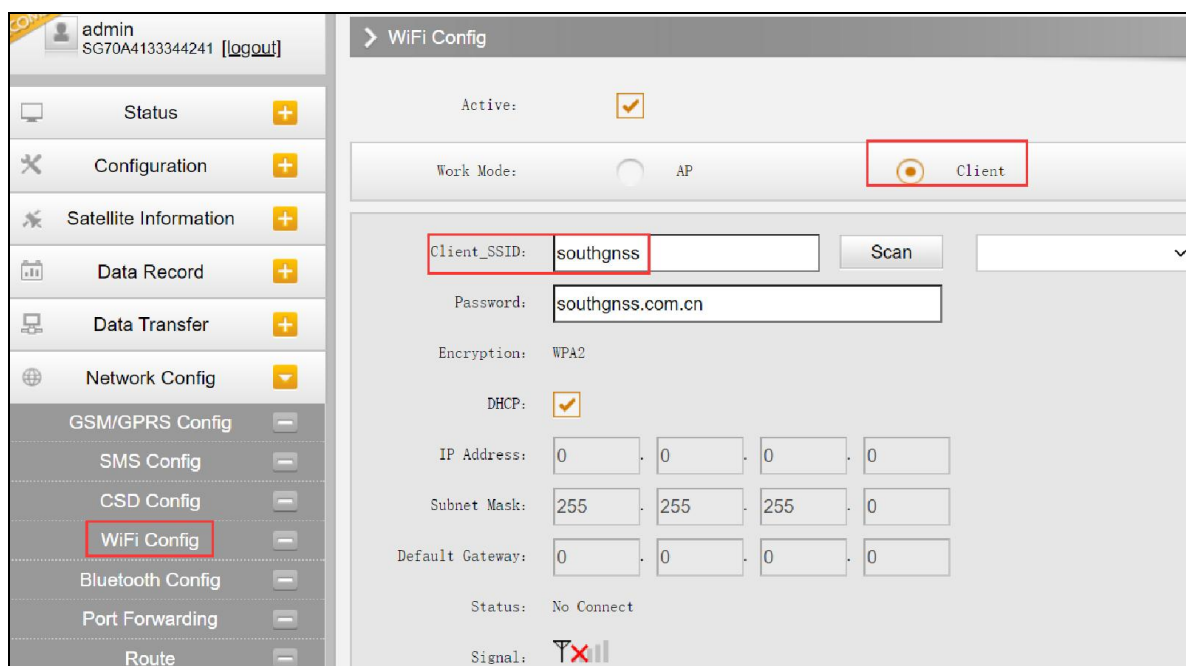 COM
admin
SG70A4133344241 [logout]
Status
Configuration
Satellite Information
Data Record
Data Transfer
Network Config
GSM/GPRS Config
SMS Config
CSD Config
WiFi Config
Bluetooth Config
Port Forwarding
Route
WiFi Config
Active:
Work Mode: AP Client
Client_SSID: southgnss Scan
Password: southgnss.com.cn
Encryption: WPA2
DHCP:
IP Address: 0 . 0 . 0 . 0
Subnet Mask: 255 . 255 . 255 . 0
Default Gateway: 0 . 0 . 0 . 0
Status: No Connect
Signal: